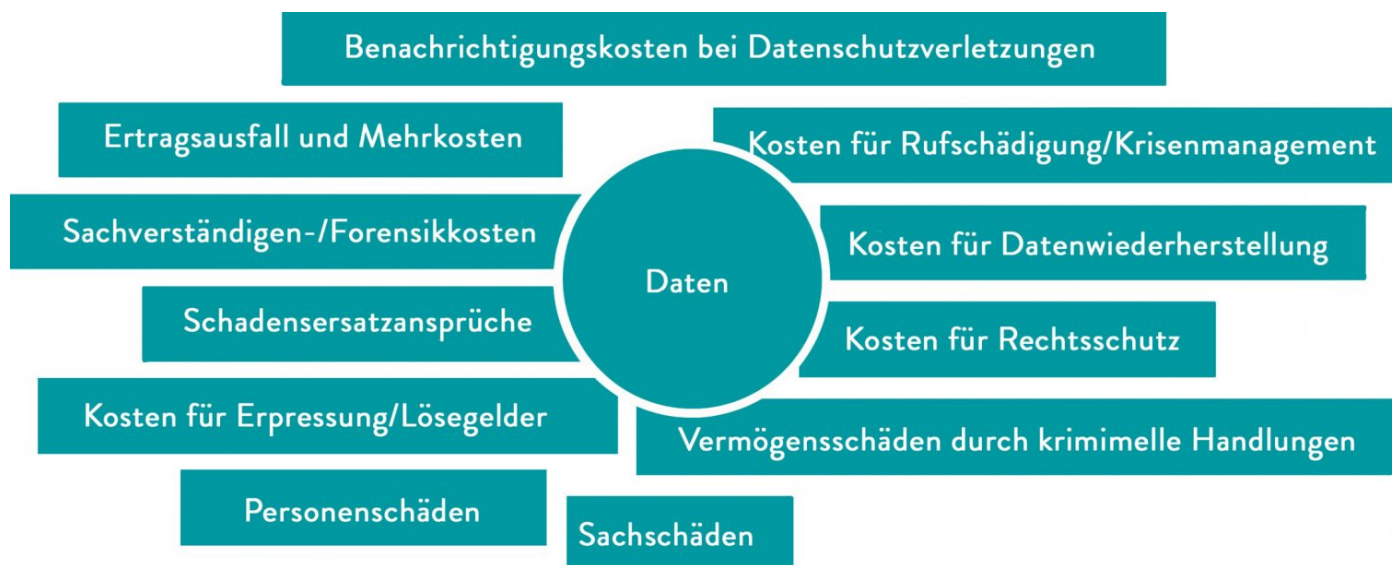 Benachrichtigungskosten bei Datenschutzverletzungen
Ertragsausfall und Mehrkosten
Kosten für Rufschädigung/Krisenmanagement
Sachverständigen-/Forensikkosten
Kosten für Datenwiederherstellung
Daten
Schadensersatzansprüche
Kosten für Rechtsschutz
Kosten für Erpressung/Lösegelder
Vermögensschäden durch krimimelle Handlungen
Personenschäden
Sachschäden